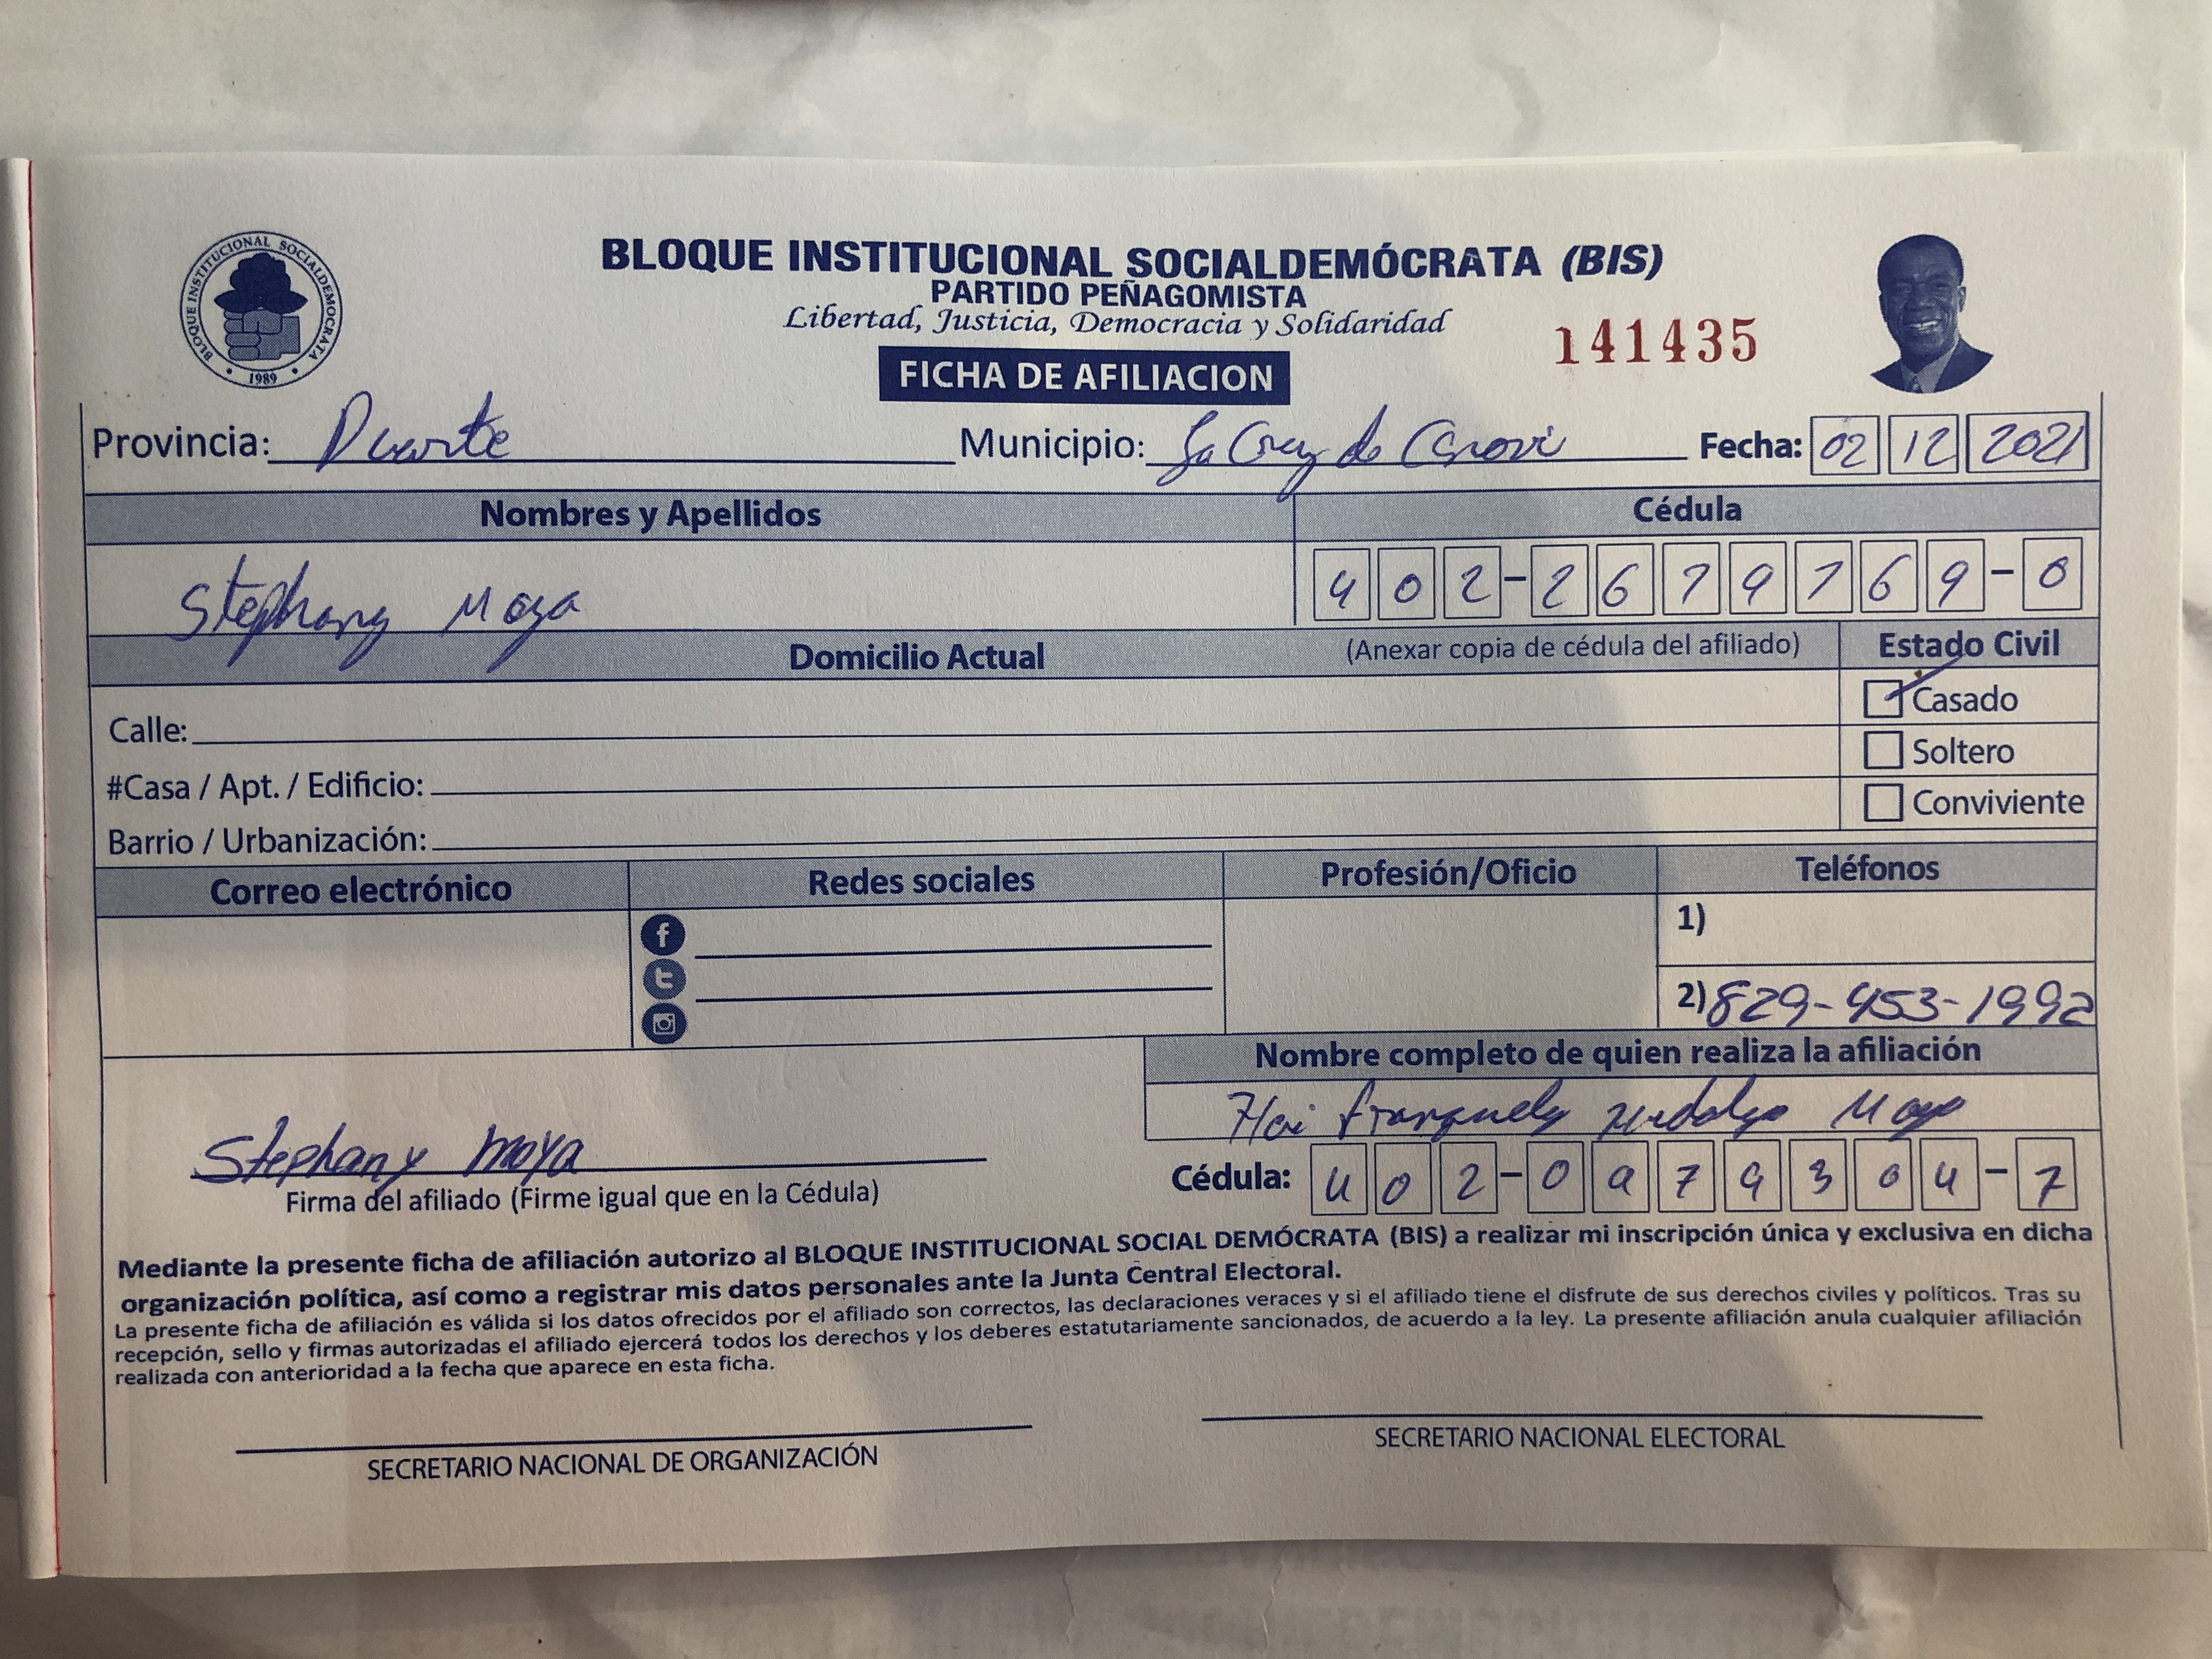 BLOQUE INSTITUCIONAL SOCIALDEMÓCRATA (BIS)
PARTIDO PEÑAGOMISTA
Libertad, Justicia, Democracia y Solidaridad
141435
BLOQUE INSTITUCIONAL SOCIALDEMOCRATA
1989
FICHA DE AFILIACION
Provincia: Duarte Municipio: La Cruz de Cenovi Fecha: 02 12 2021
Nombres y Apellidos Cédula
Stephany Moya 402-2679769-0
Domicilio Actual (Anexar copia de cédula del afiliado) Estado Civil
Calle: Casado
Soltero
#Casa / Apt. / Edificio:
Conviviente
Barrio / Urbanización:
Correo electrónico Redes sociales Profesión/Oficio Teléfonos
1)
2) 829-453-1992
Nombre completo de quien realiza la afiliación
Moya
Stephany moya
Cédula: 402-0979304-7
Firma del afiliado (Firme igual que en la Cédula)
Mediante la presente ficha de afiliación autorizo al BLOQUE INSTITUCIONAL SOCIAL DEMÓCRATA (BIS) a realizar mi inscripción única y exclusiva en dicha
organización política, así como a registrar mis datos personales ante la Junta Central Electoral.
La presente ficha de afiliación es válida si los datos ofrecidos por el afiliado son correctos, las declaraciones veraces y si el afiliado tiene el disfrute de sus derechos civiles y políticos. Tras su
recepción, sello y firmas autorizadas el afiliado ejercerá todos los derechos y los deberes estatutariamente sancionados, de acuerdo a la ley. La presente afiliación anula cualquier afiliación
realizada con anterioridad a la fecha que aparece en esta ficha.
SECRETARIO NACIONAL DE ORGANIZACIÓN
SECRETARIO NACIONAL ELECTORAL